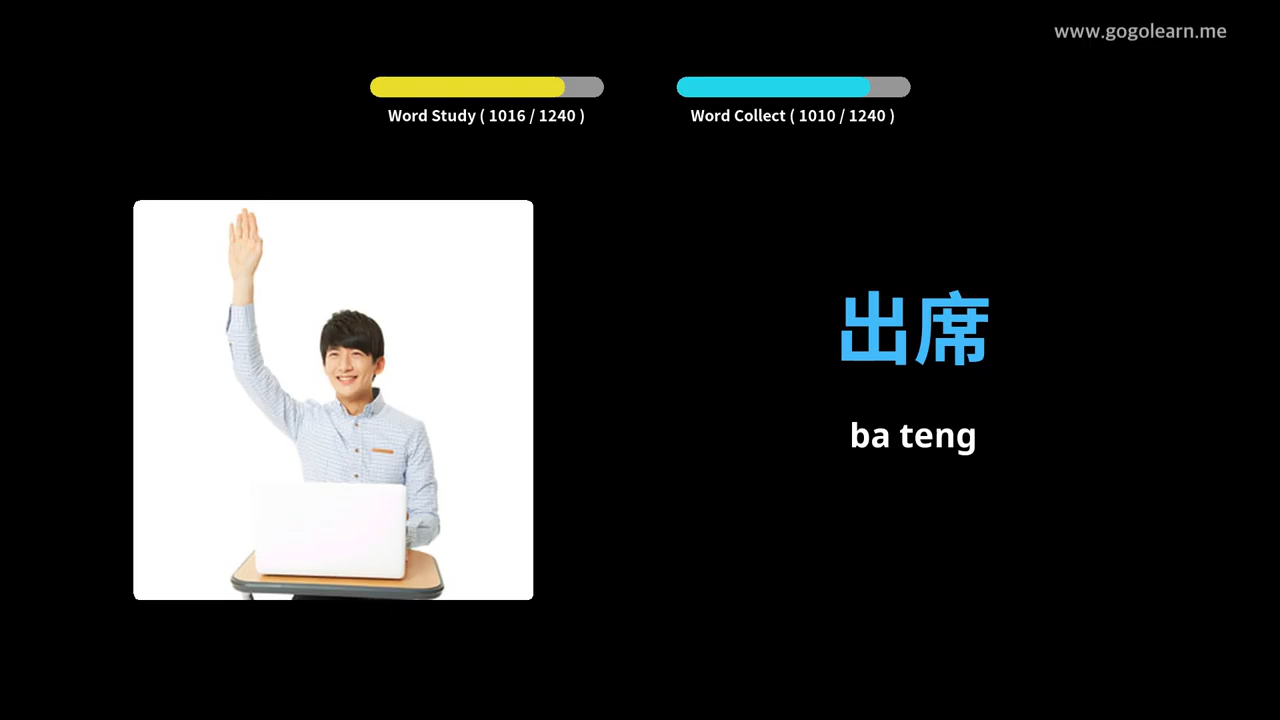 www.gogolearn.me
Word Study ( 1016 / 1240 )
Word Collect ( 1010 / 1240 )
出席
ba teng